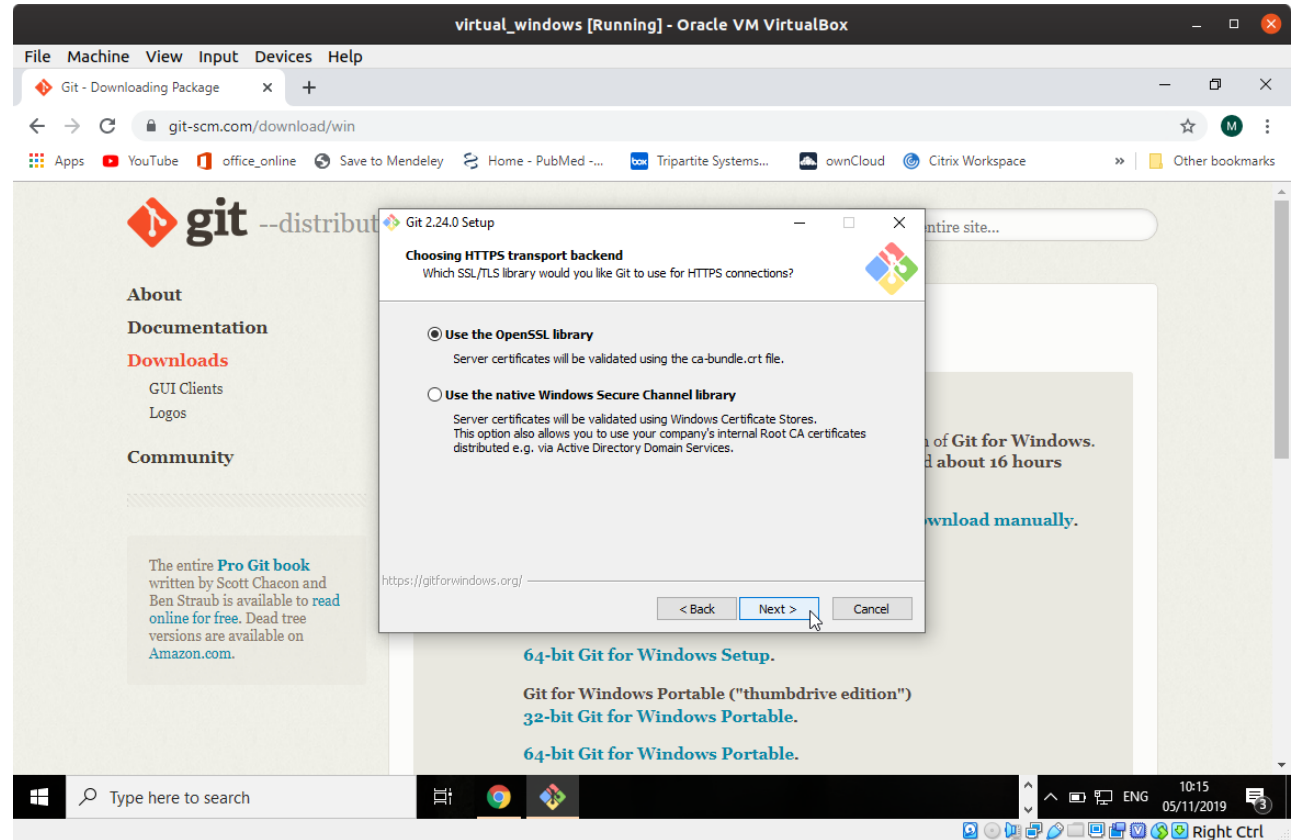 virtual_windows [Running] - Oracle VM VirtualBox
File Machine View Input Devices Help
Git - Downloading Package
git-scm.com/download/win
M
Apps YouTube office_online Save to Mendeley Home - PubMed -... box Tripartite Systems... ownCloud Citrix Workspace » Other bookmarks
git --distribut
entire site...
About
Documentation
Downloads
GUI Clients
Logos
Community
The entire Pro Git book
written by Scott Chacon and
Ben Straub is available to read
online for free. Dead tree
versions are available on
Amazon.com.
Git 2.24.0 Setup
Choosing HTTPS transport backend
Which SSL/TLS library would you like Git to use for HTTPS connections?
Use the OpenSSL library
Server certificates will be validated using the ca-bundle.crt file.
Use the native Windows Secure Channel library
Server certificates will be validated using Windows Certificate Stores.
This option also allows you to use your company's internal Root CA certificates
distributed e.g. via Active Directory Domain Services.
https://gitforwindows.org/
< Back Next > Cancel
of Git for Windows.
about 16 hours
ownload manually.
64-bit Git for Windows Setup.
Git for Windows Portable ("thumbdrive edition")
32-bit Git for Windows Portable.
64-bit Git for Windows Portable.
Type here to search
ENG
10:15
05/11/2019
3
Right Ctrl